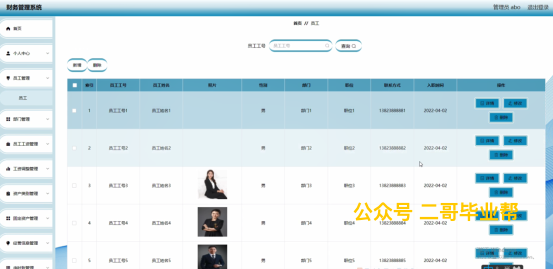 财务管理系统
管理员 abo 退出登录
首页
首页 // 员工
个人中心
员工工号 员工工号 查询
员工管理
新增 删除
员工
索引 员工工号 员工姓名 照片 性别 部门 职位 联系方式 入职时间 操作
部门管理
1 员工工号1 员工姓名1 男 部门1 职位1 13823888881 2022-04-02 详情 修改
删除
员工工资管理
2 员工工号2 员工姓名2 男 部门2 职位2 13823888882 2022-04-02 详情 修改
删除
工资调整管理
3 员工工号3 员工姓名3 男 部门3 职位3 13823888883 2022-04-02 详情 修改
资产类型管理
删除
固定资产管理
4 员工工号4 员工姓名4 男 部门4 职位4 13823888884 2022-04-02 详情 修改
公众号 二哥毕业帮
删除
经营信息管理
5 员工工号5 员工姓名5 男 部门5 职位5 13823888885 2022-04-02 详情 修改